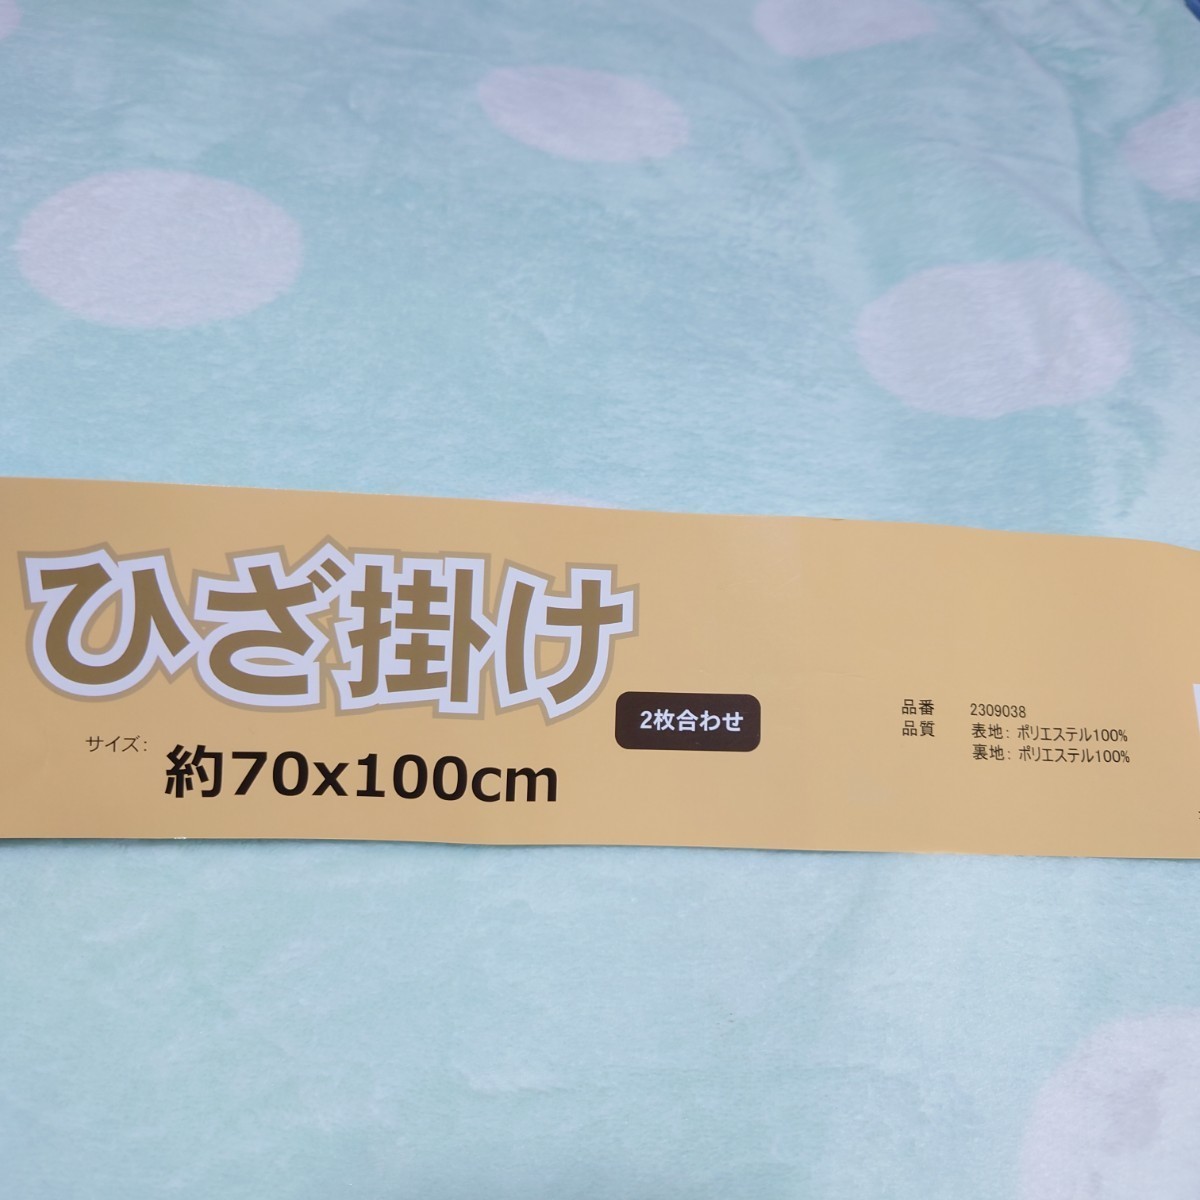 ひざ掛け
2枚合わせ
サイズ:
約70x100cm
品番 2309038
品質 表地: ポリエステル100%
裏地: ポリエステル100%